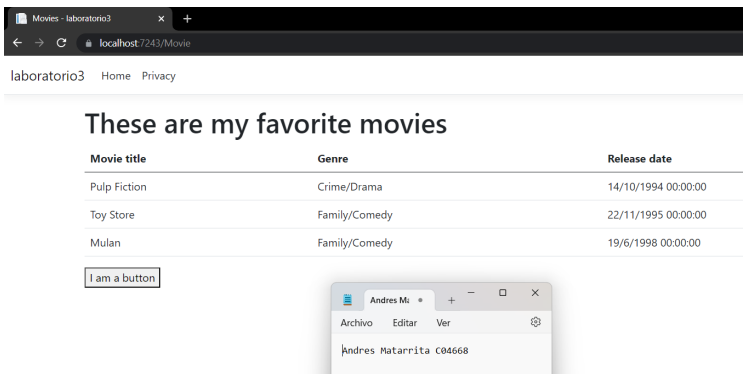 Movies - laboratorio3
localhost:7243/Movie
laboratorio3 Home Privacy
These are my favorite movies
Movie title Genre Release date
Pulp Fiction Crime/Drama 14/10/1994 00:00:00
Toy Store Family/Comedy 22/11/1995 00:00:00
Mulan Family/Comedy 19/6/1998 00:00:00
I am a button
Andres Ma
Archivo Editar Ver
Andres Matarrita C04668